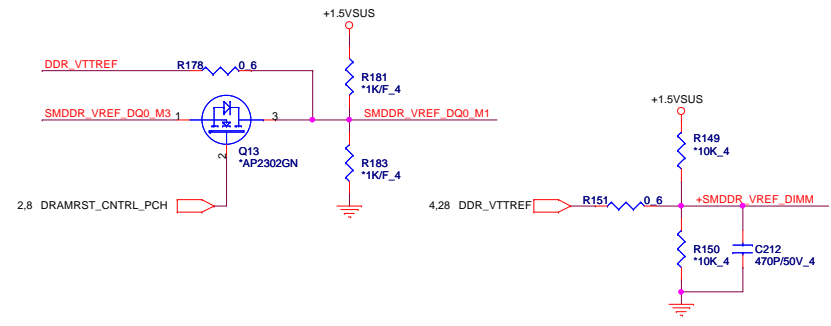 +1.5VSUS
DDR_VTTREF
R178
0_6
R181
*1K/F_4
SMDDR_VREF_DQ0_M3
1
3
SMDDR_VREF_DQ0_M1
+1.5VSUS
Q13
*AP2302GN
2
R183
*1K/F_4
R149
*10K_4
2,8 DRAMRST_CNTRL_PCH
4,28 DDR_VTTREF
R151
0_6
+SMDDR_VREF_DIMM
R150
*10K_4
C212
470P/50V_4